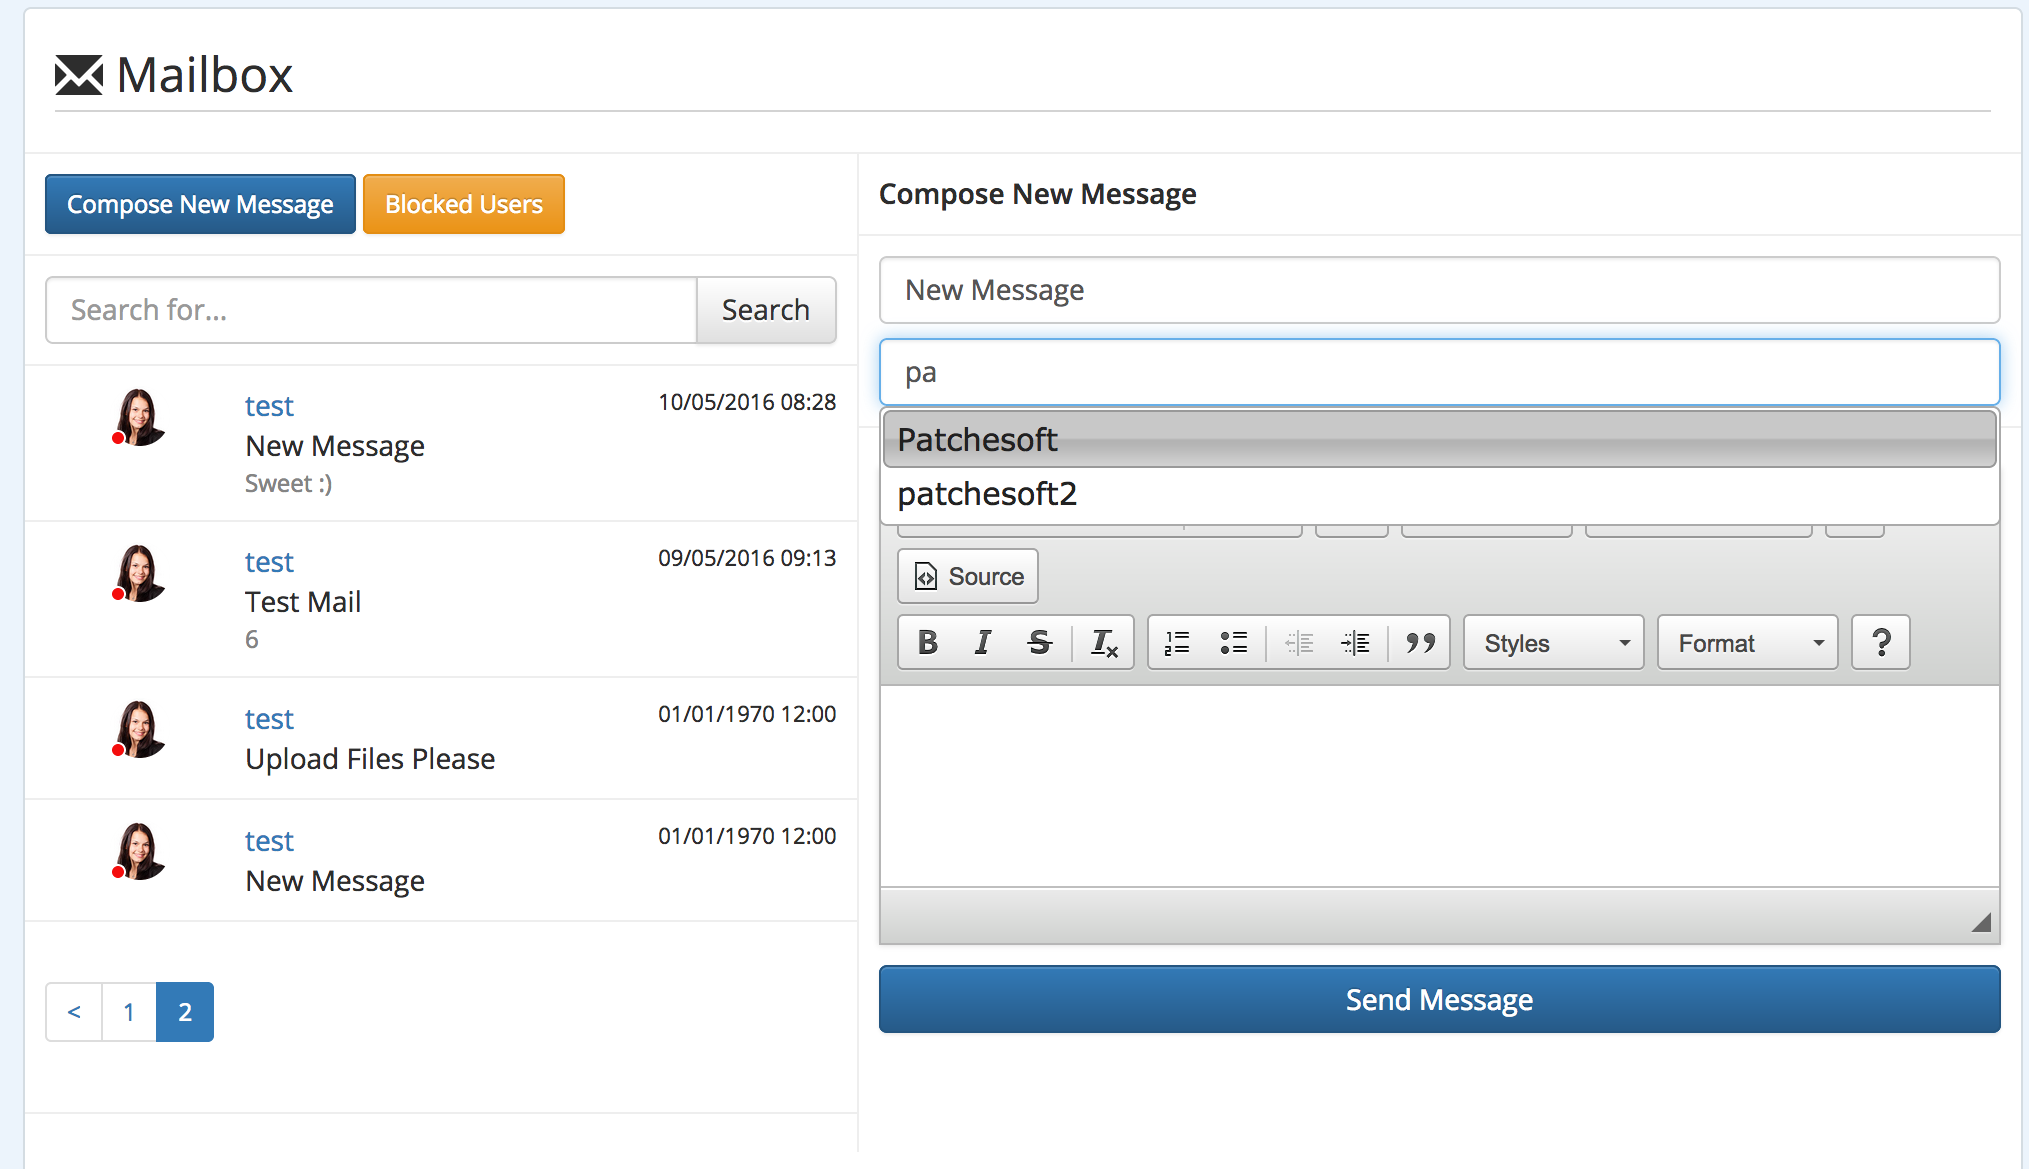 Mailbox
Compose New Message
Blocked Users
Search for...
Search
test
10/05/2016 08:28
New Message
Sweet :)
test
09/05/2016 09:13
Test Mail
6
test
01/01/1970 12:00
Upload Files Please
test
01/01/1970 12:00
New Message
< 1 2
Compose New Message
New Message
pa
Patchesoft
patchesoft2
Source
Styles
Format
?
Send Message